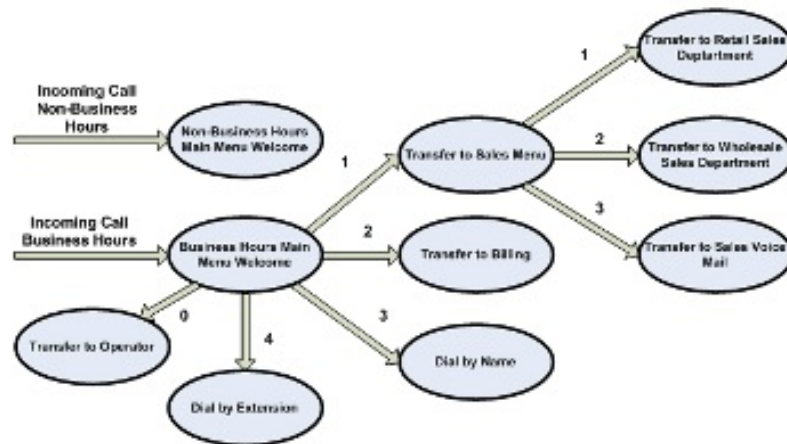 Incoming Call
Non-Business
Hours
Non-Business Hours
Main Menu Welcome
Incoming Call
Business Hours
Business Hours Main
Menu Welcome
1
2
3
4
0
Transfer to Sales Menu
Transfer to Billing
Dial by Name
Dial by Extension
Transfer to Operator
1
2
3
Transfer to Retail Sales
Deplartment
Transfer to Wholesale
Sales Department
Transfer to Sales Voice
Mail